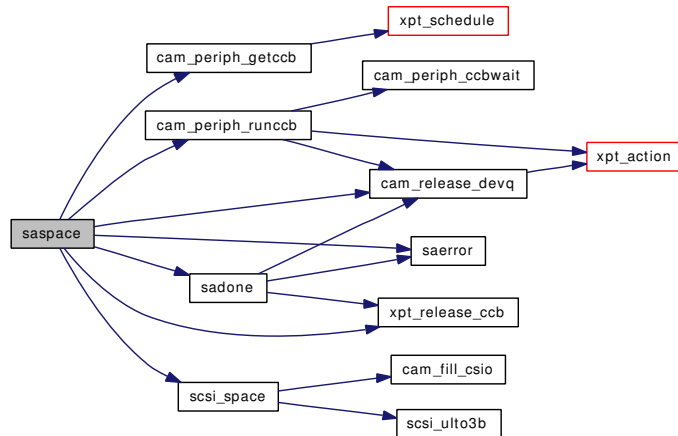 xpt_schedule
cam_periph_getccb
cam_periph_ccbwait
cam_periph_runccb
xpt_action
cam_release_devq
saspace
saerror
sadone
xpt_release_ccb
cam_fill_csio
scsi_space
scsi_ulto3b